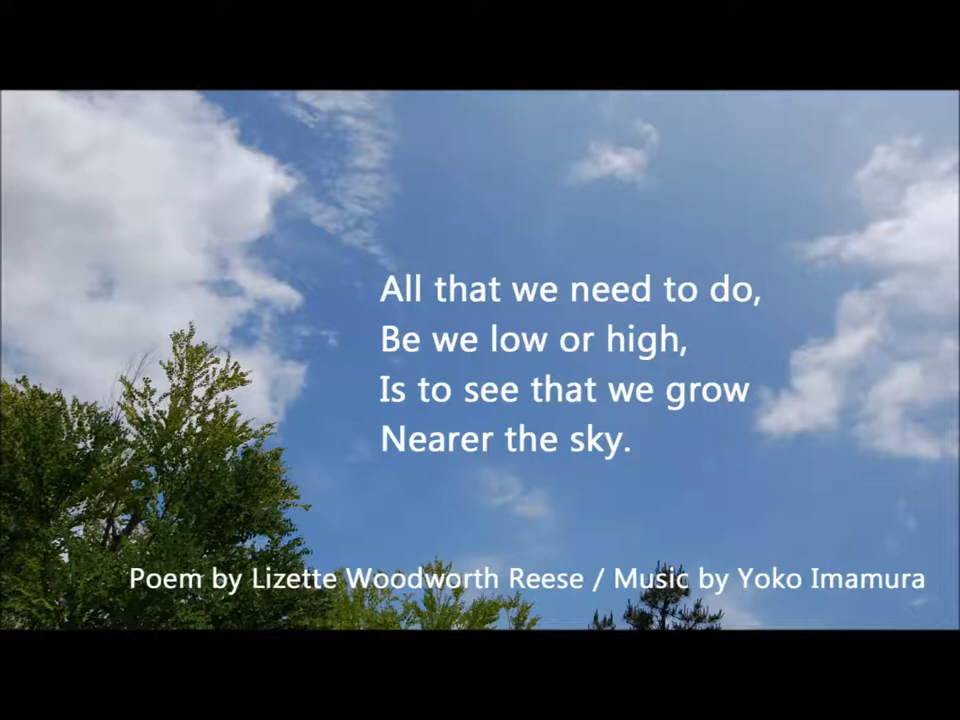 All that we need to do,
Be we low or high,
Is to see that we grow
Nearer the sky.
Poem by Lizette Woodworth Reese / Music by Yoko Imamura